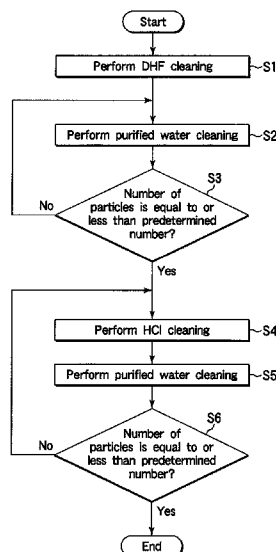 Start
Perform DHF cleaning
S1
Perform purified water cleaning
S2
S3
Number of
particles is equal to or
less than predetermined
number?
No
Yes
Perform HCl cleaning
S4
Perform purified water cleaning
S5
S6
Number of
particles is equal to or
less than predetermined
number?
No
Yes
End